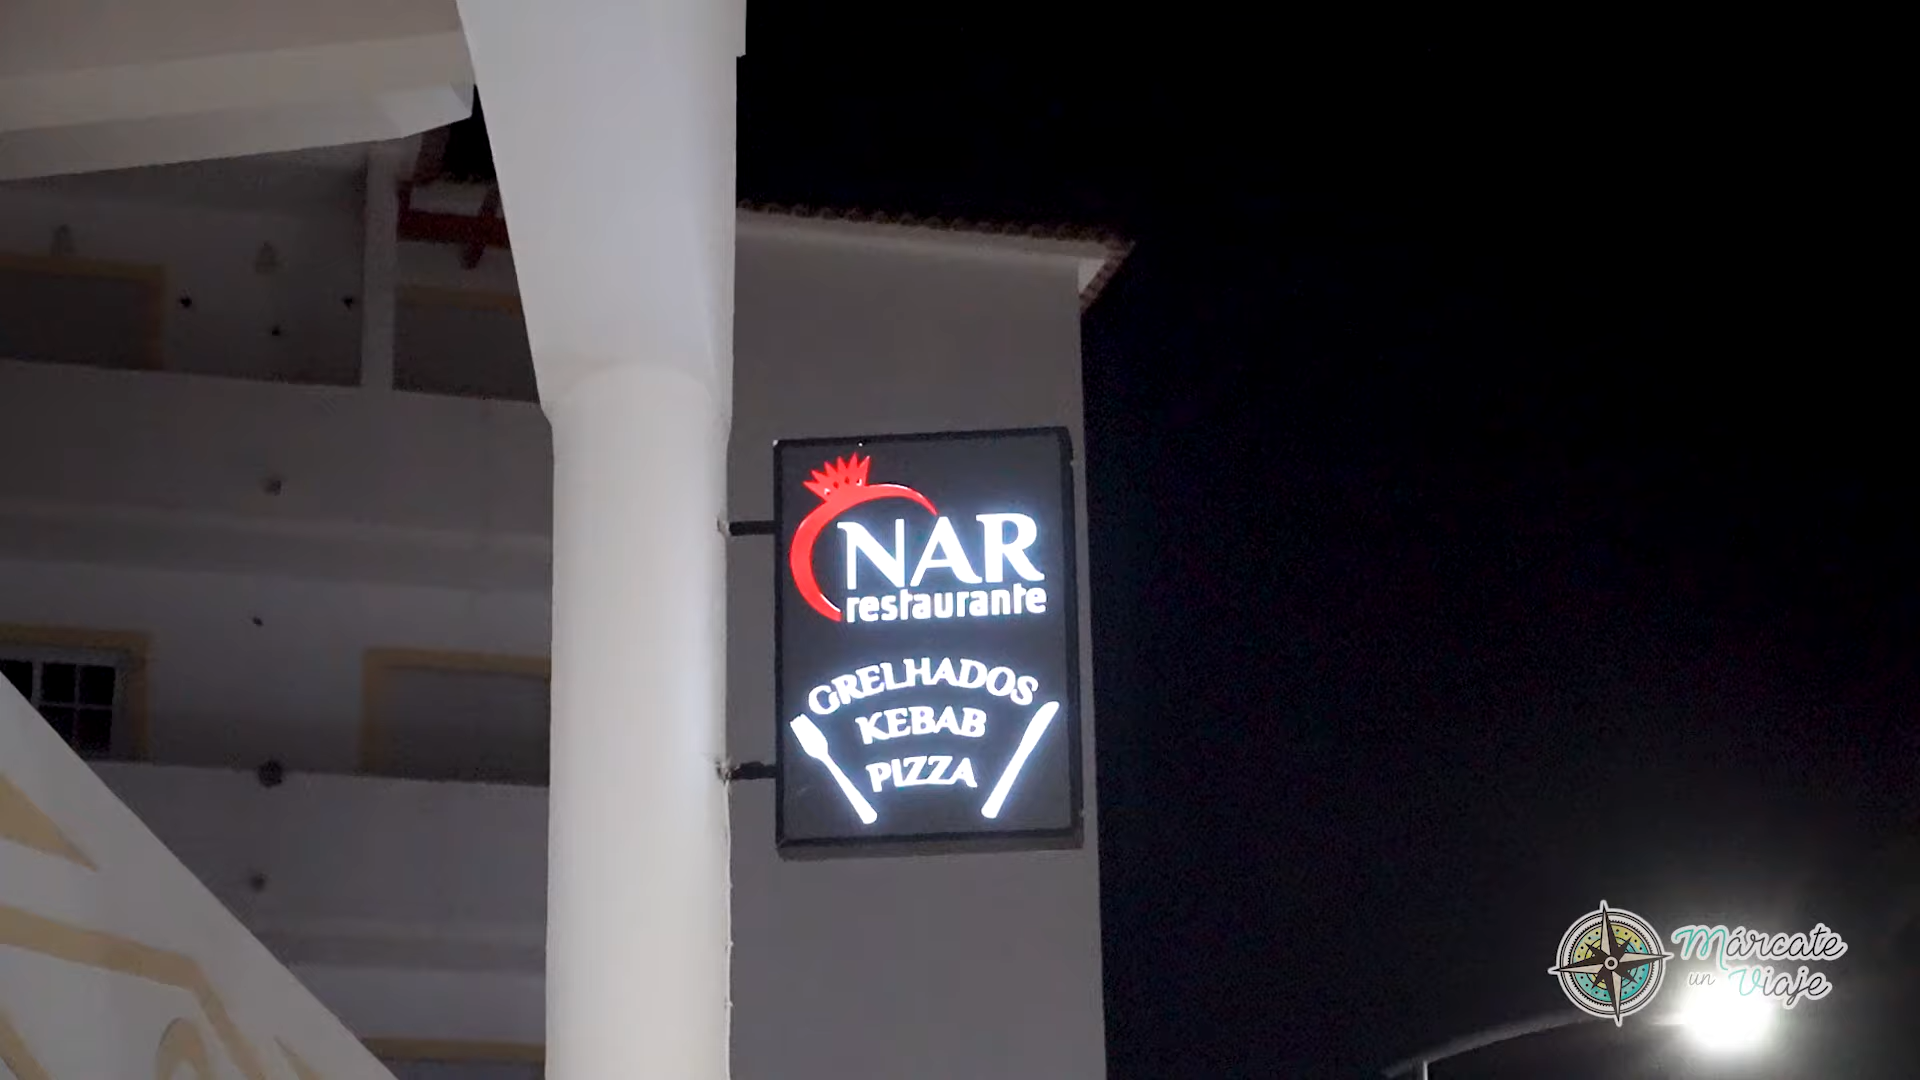 NAR
restaurante
GRELHADOS
KEBAB
PIZZA
Márcate
un Viaje